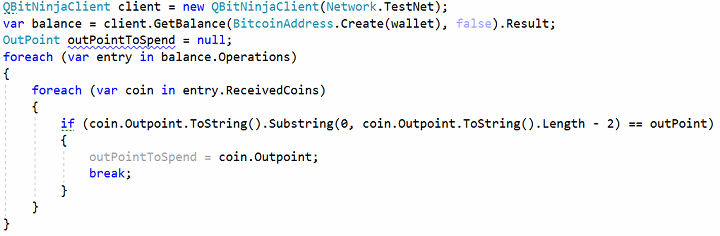 QBitNinjaClient client = new QBitNinjaClient(Network.TestNet);
var balance = client.GetBalance(BitcoinAddress.Create(wallet), false).Result;
OutPoint outPointToSpend = null;
foreach (var entry in balance.Operations)
{
    foreach (var coin in entry.ReceivedCoins)
    {
        if (coin.Outpoint.ToString().Substring(0, coin.Outpoint.ToString().Length - 2) == outPoint)
        {
            outPointToSpend = coin.Outpoint;
            break;
        }
    }
}